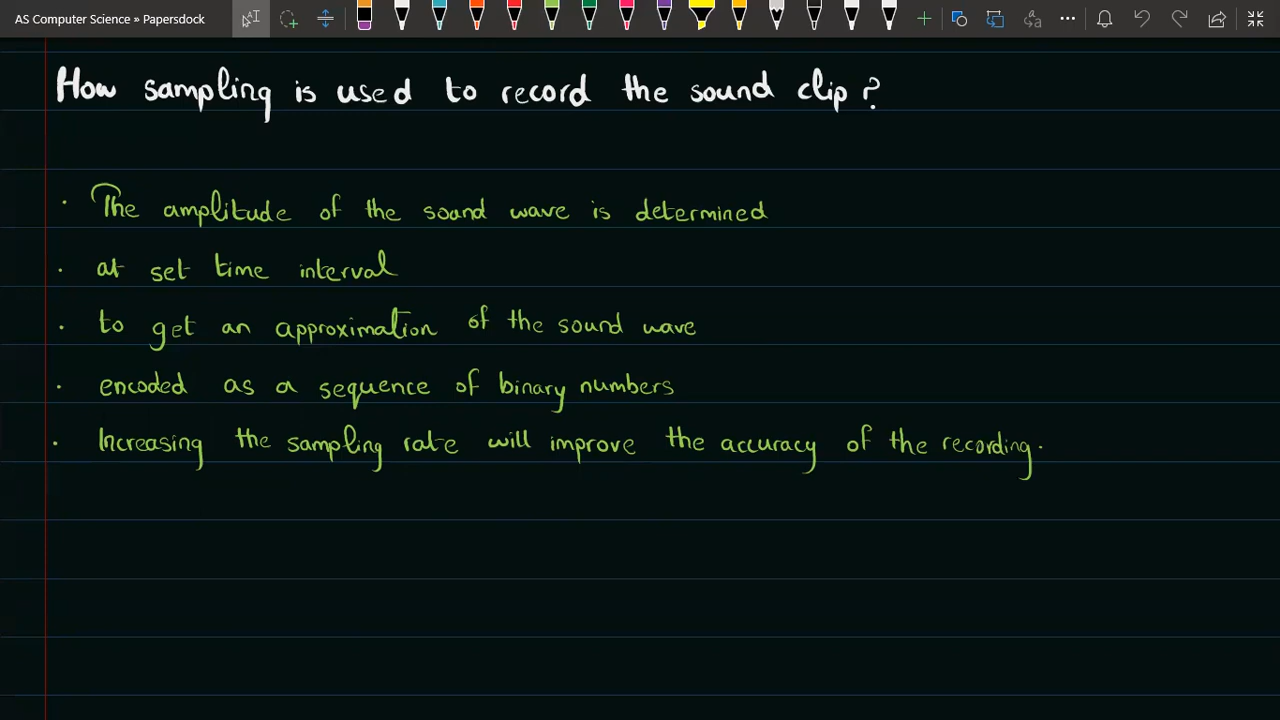 AS Computer Science » Papersdock
How sampling is used to record the sound clip?
· The amplitude of the sound wave is determined
· at set time interval
· to get an approximation of the sound wave
· encoded as a sequence of binary numbers
· Increasing the sampling rate will improve the accuracy of the recording.